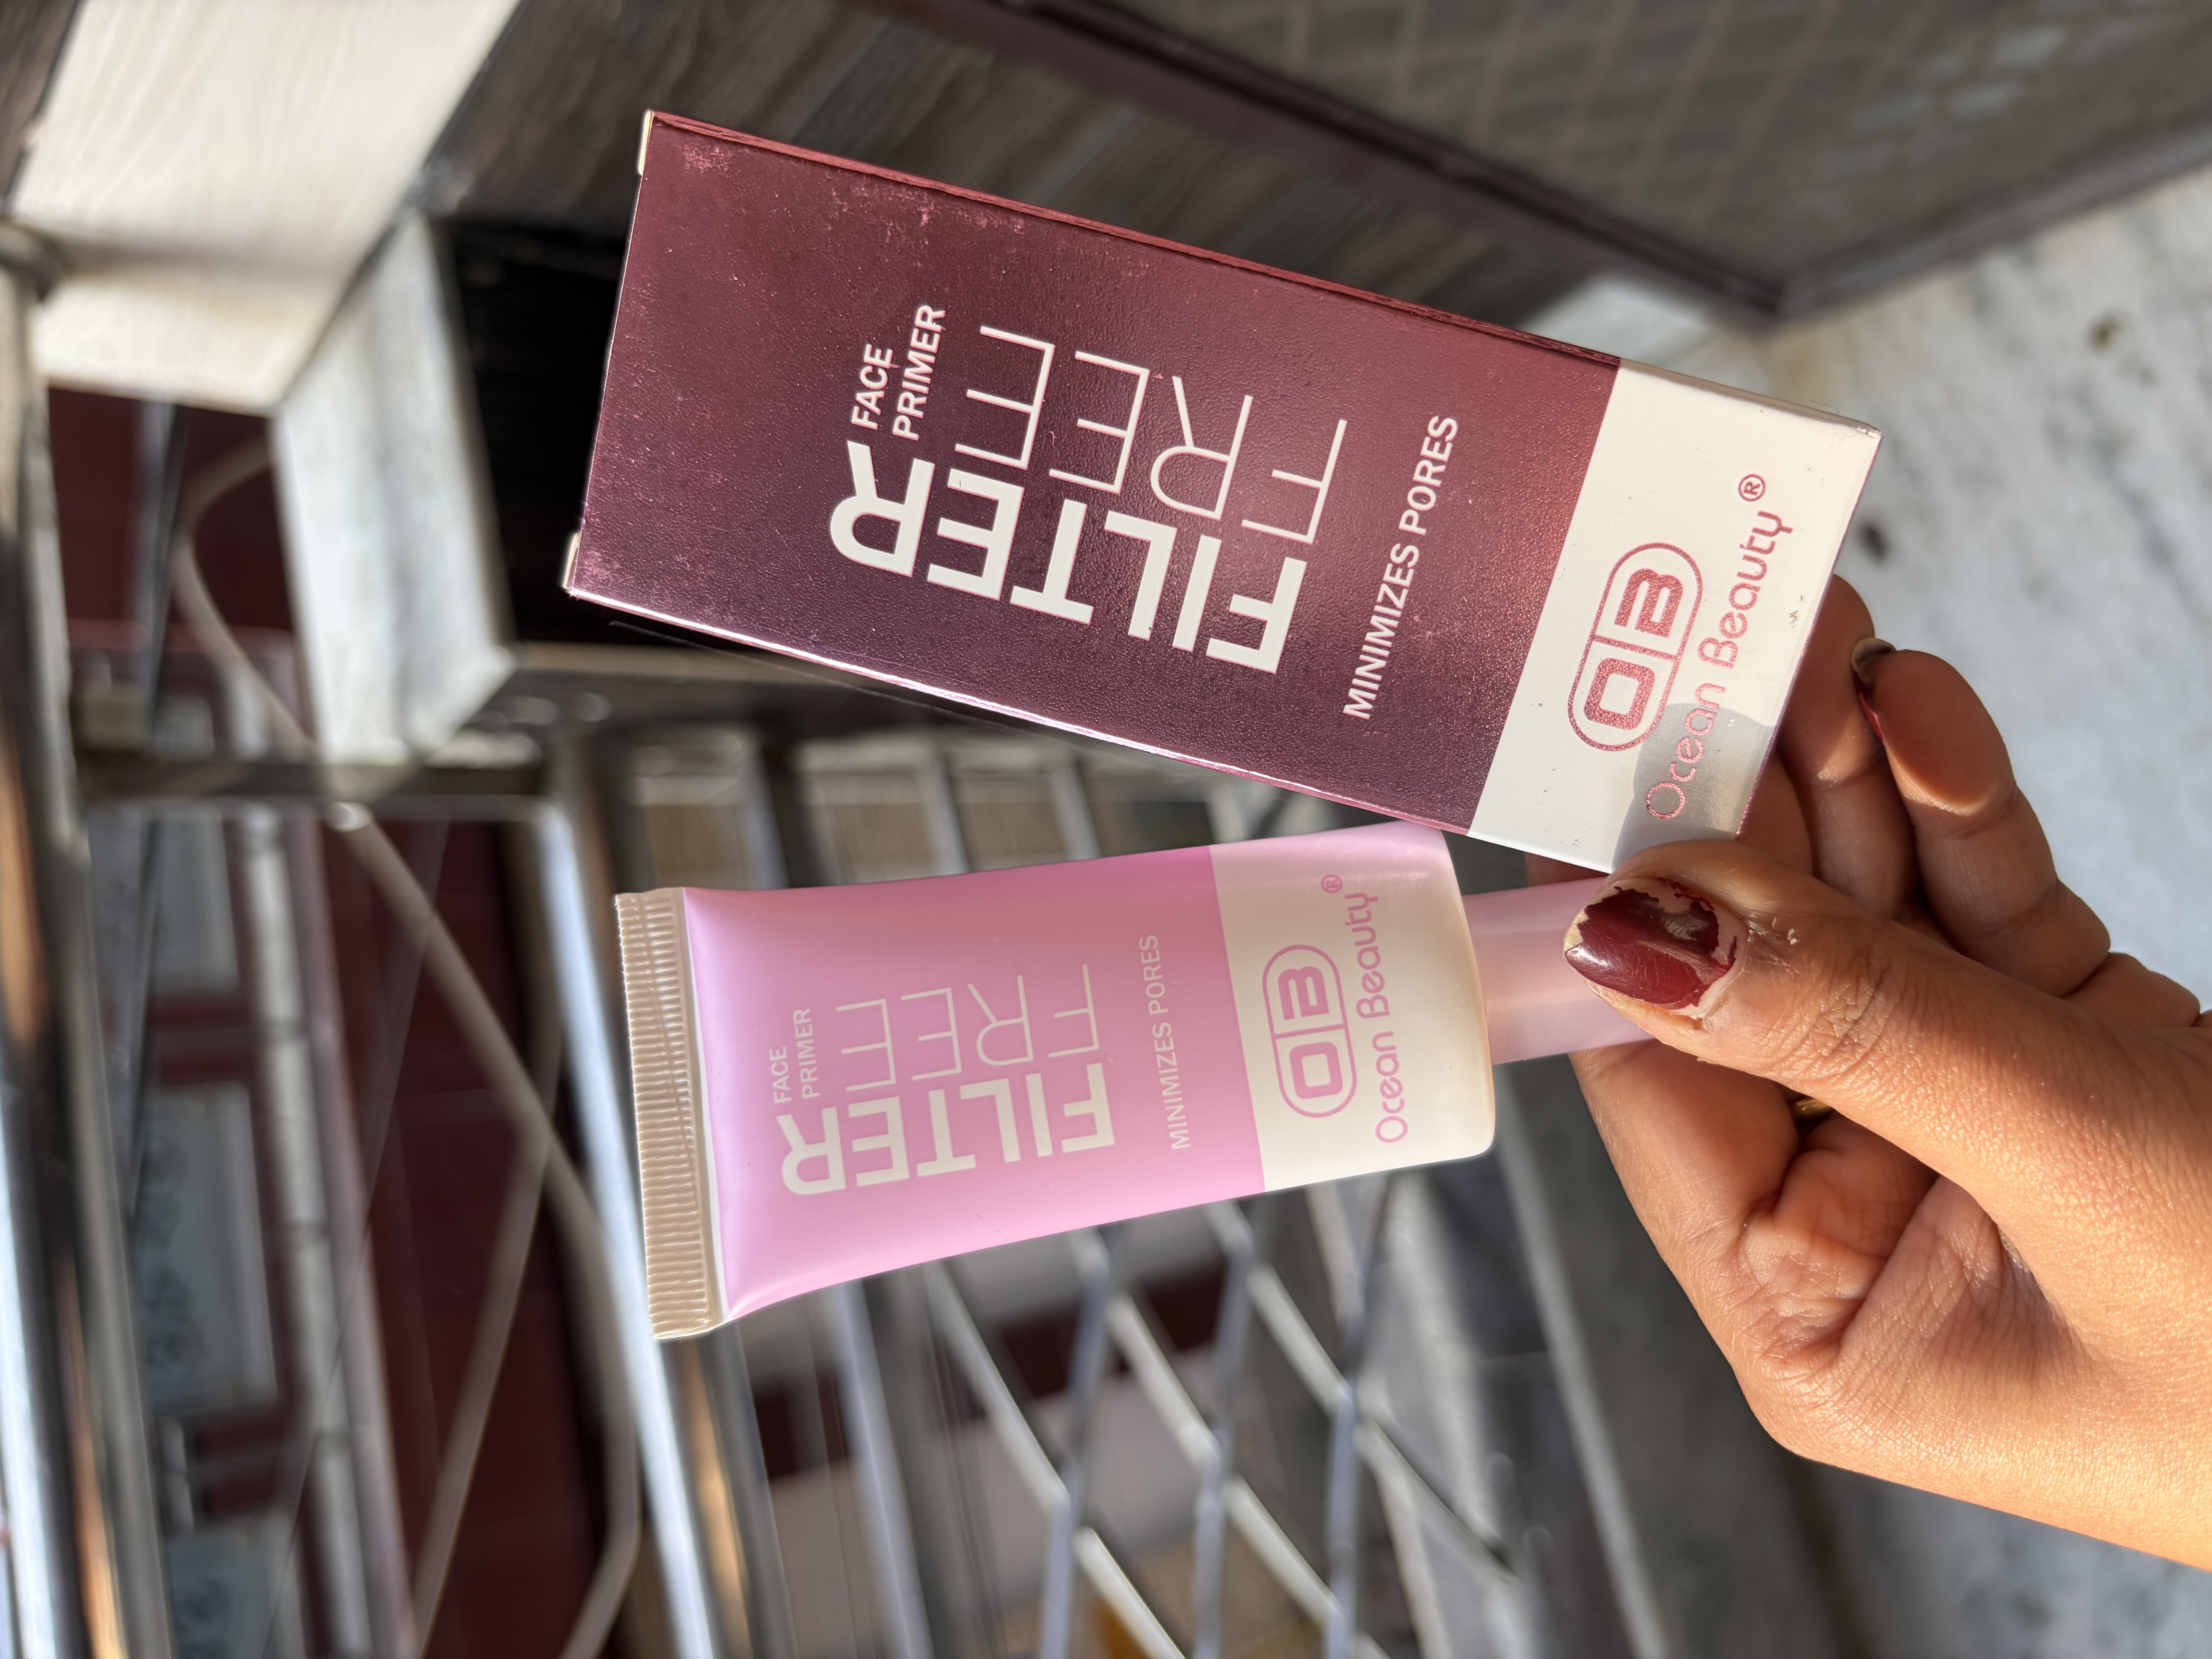 FACE
PRIMER
FILTER
FREE
MINIMIZES PORES
OB
Ocean Beauty®
FACE
PRIMER
FILTER
FREE
MINIMIZES PORES
OB
Ocean Beauty®